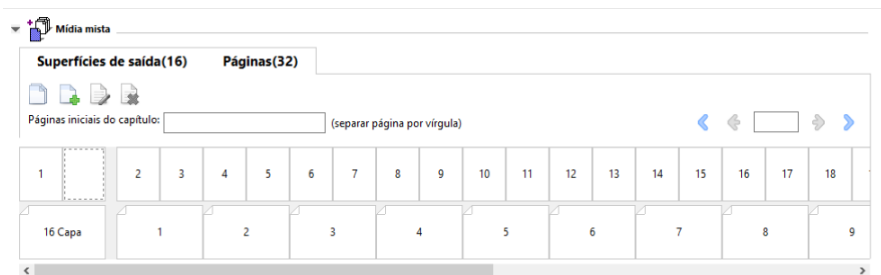 Mídia mista
Superfícies de saída(16) Páginas(32)
Páginas iniciais do capítulo: (separar página por vírgula)
1 2 3 4 5 6 7 8 9 10 11 12 13 14 15 16 17 18
16 Capa 1 2 3 4 5 6 7 8 9